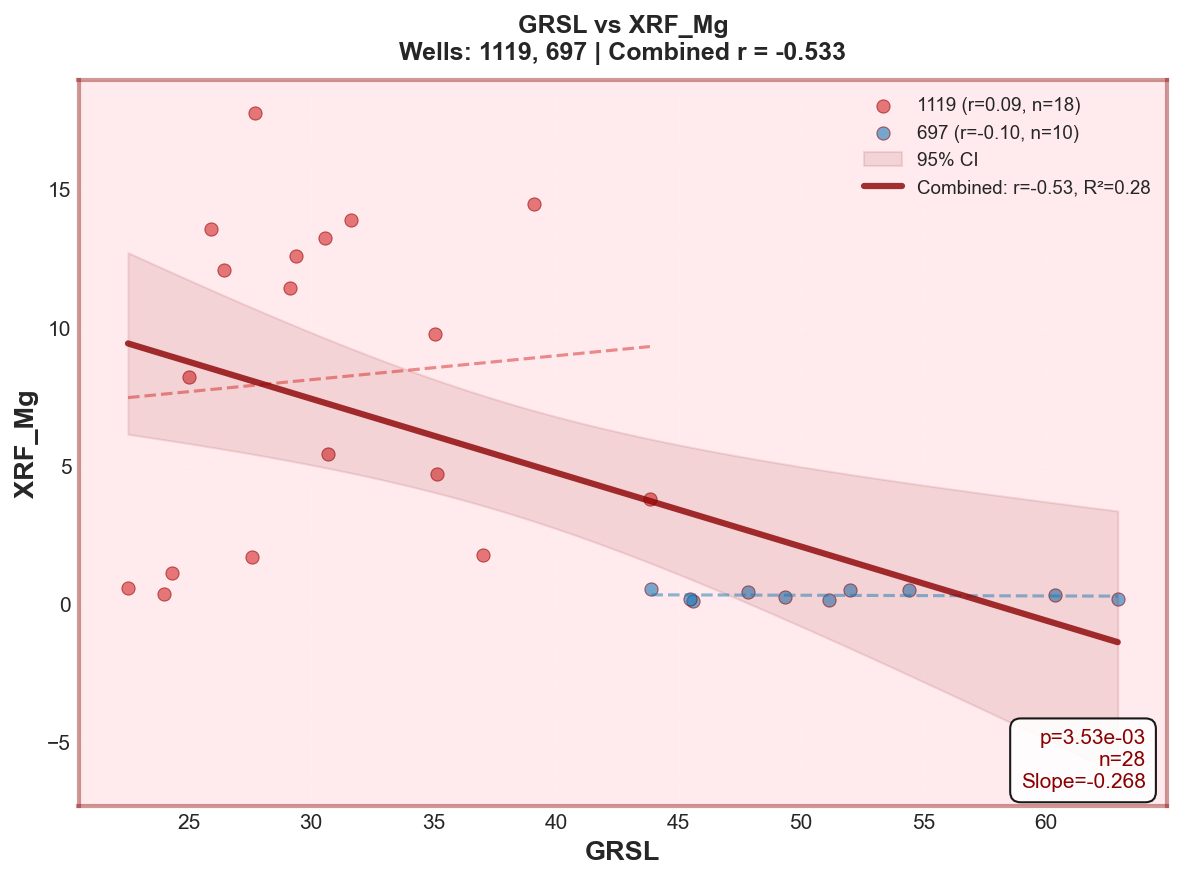 GRSL vs XRF_Mg
Wells: 1119, 697 | Combined r = -0.533
1119 (r=0.09, n=18)
697 (r=-0.10, n=10)
95% CI
Combined: r=-0.53, R²=0.28
XRF_Mg
15
10
5
0
−5
p=3.53e-03
n=28
Slope=-0.268
25 30 35 40 45 50 55 60
GRSL